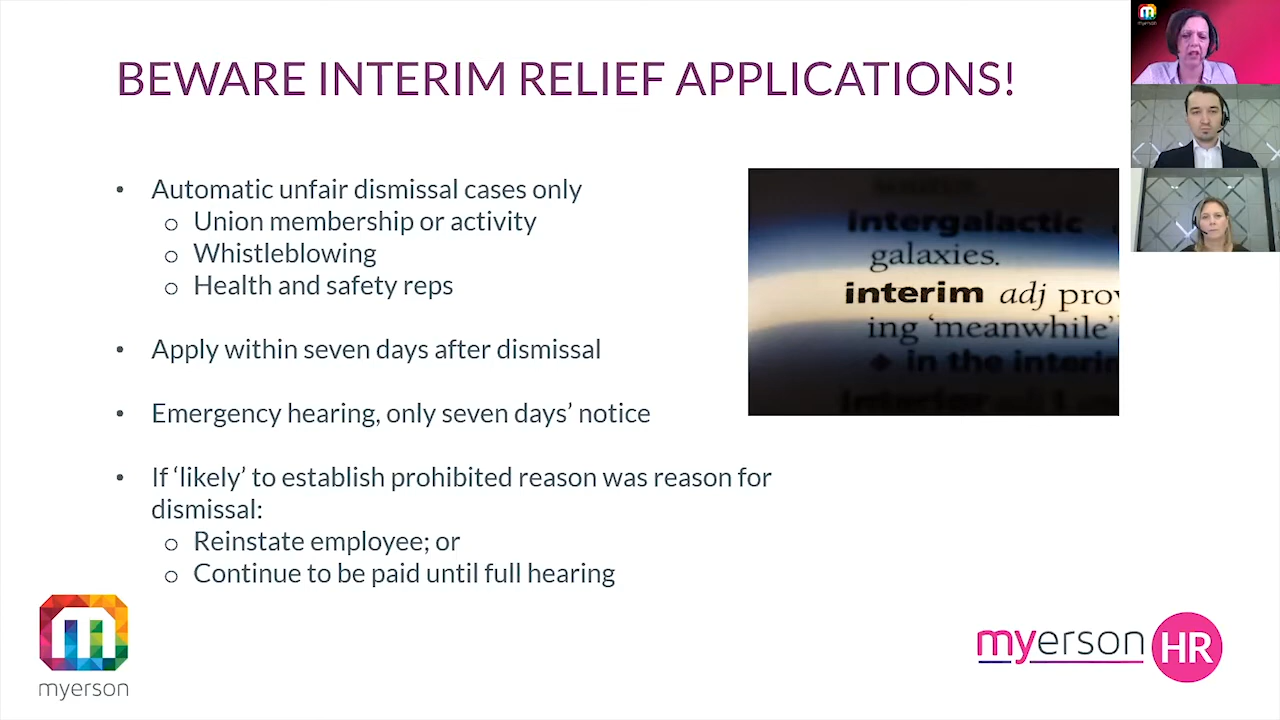 BEWARE INTERIM RELIEF APPLICATIONS!
• Automatic unfair dismissal cases only
o Union membership or activity
o Whistleblowing
o Health and safety reps
• Apply within seven days after dismissal
• Emergency hearing, only seven days’ notice
• If ‘likely’ to establish prohibited reason was reason for
dismissal:
o Reinstate employee; or
o Continue to be paid until full hearing
intergalactic
galaxies.
interim adj
ing ‘meanwhile’
in the interim
myerson
myerson HR
myerson